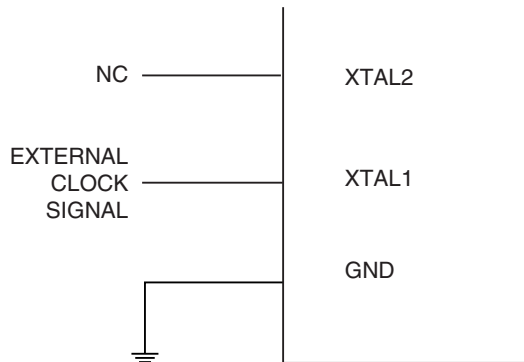 NC
XTAL2
EXTERNAL
CLOCK
SIGNAL
XTAL1
GND